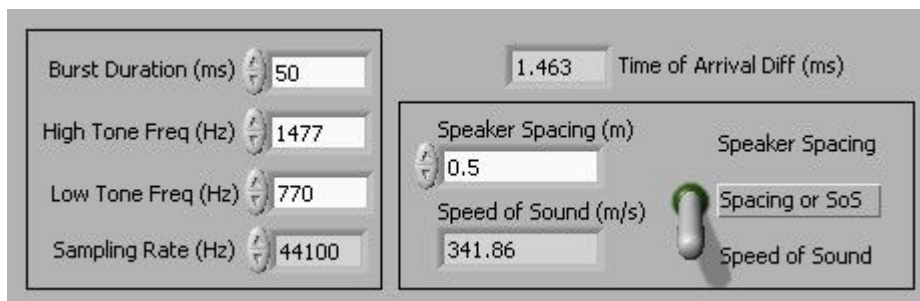 Burst Duration (ms) 50
High Tone Freq (Hz) 1477
Low Tone Freq (Hz) 770
Sampling Rate (Hz) 44100
1.463 Time of Arrival Diff (ms)
Speaker Spacing (m)
0.5
Speed of Sound (m/s)
341.86
Speaker Spacing
Spacing or SoS
Speed of Sound